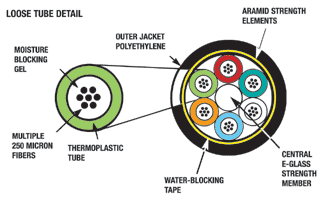 LOOSE TUBE DETAIL
ARAMID STRENGTH
ELEMENTS
OUTER JACKET
POLYETHYLENE
MOISTURE
BLOCKING
GEL
MULTIPLE
250 MICRON
FIBERS
THERMOPLASTIC
TUBE
WATER-BLOCKING
TAPE
CENTRAL
E-GLASS
STRENGTH
MEMBER